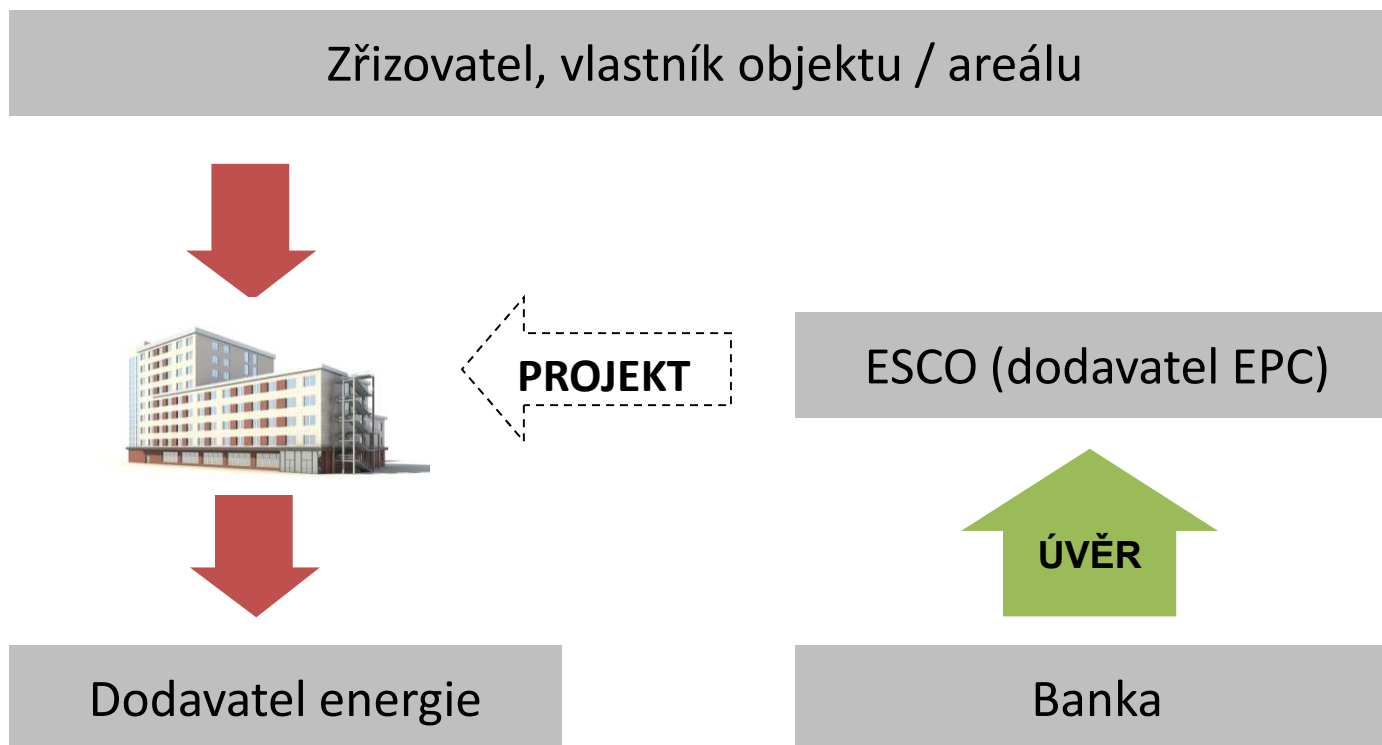 Zřizovatel, vlastník objektu / areálu
PROJEKT
ESCO (dodavatel EPC)
ÚVĚR
Dodavatel energie
Banka